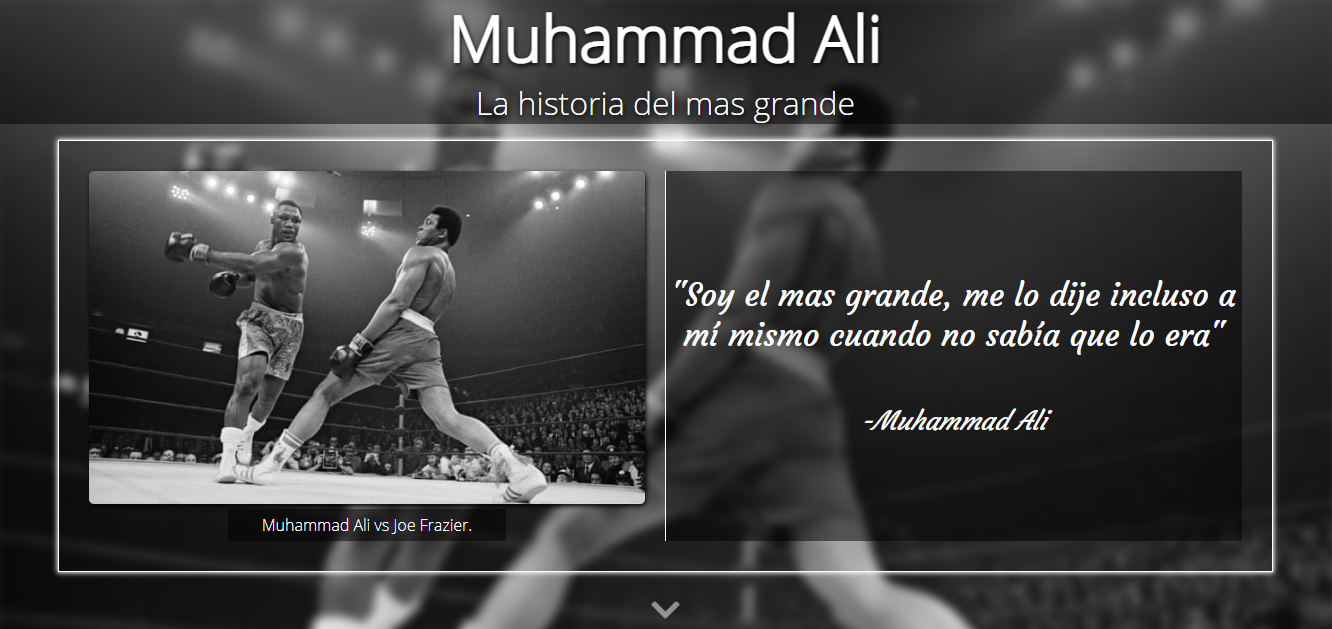 Muhammad Ali
La historia del mas grande
Muhammad Ali vs Joe Frazier.
"Soy el mas grande, me lo dije incluso a
mí mismo cuando no sabía que lo era"
-Muhammad Ali